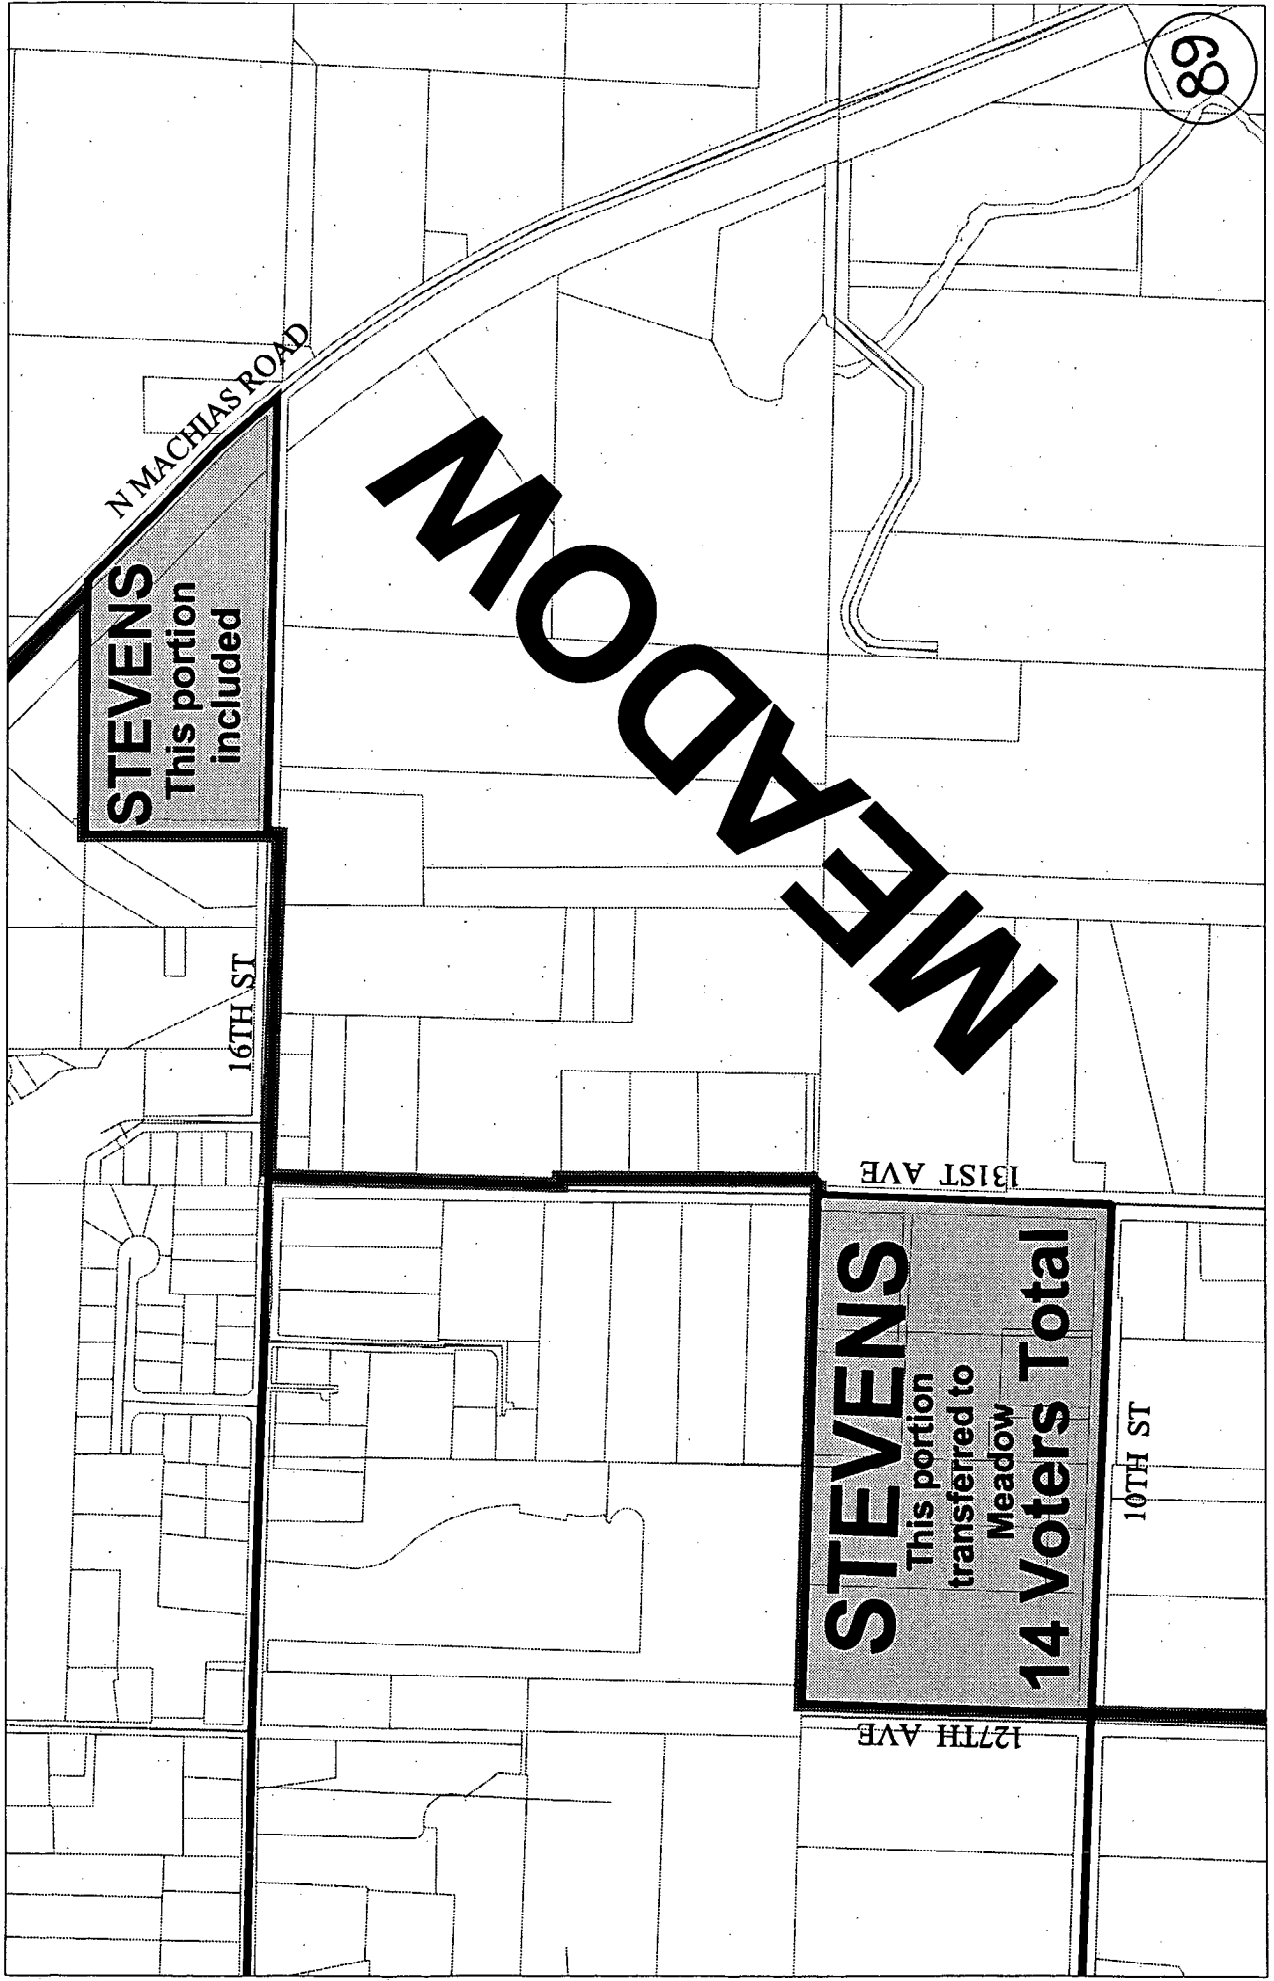 N MACHIAS ROAD
STEVENS
This portion
included
16TH ST
MEADOW
131ST AVE
STEVENS
This portion
transferred to
Meadow
14 Voters Total
127TH AVE
10TH ST
89